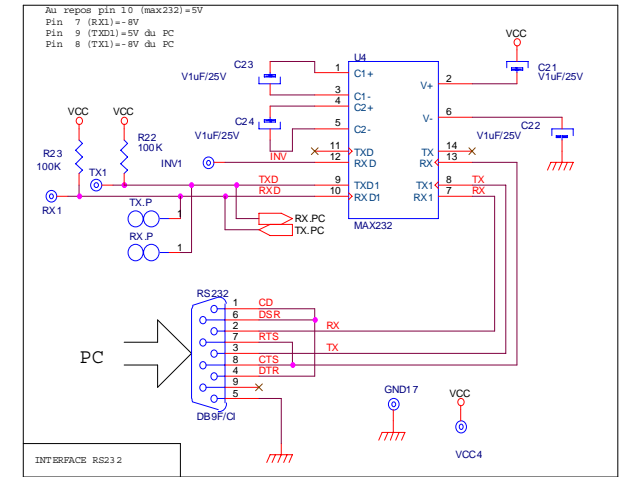 Au repos pin 10 (max232)=5V
Pin 7 (RX1)=-8V
Pin 9 (TXD1)=5V du PC
Pin 8 (TX1)=-8V du PC
VCC
U4
C23
V1uF/25V
1 C1+
3 C1-
4 C2+
5 C2-
C24
V1uF/25V
V+ 2
V- 6
C21
V1uF/25V
V1uF/25V C22
VCC VCC
R23
100K
R22
100K
INV1
INV
11 TXD
12 RXD
TX 14
RX 13
TX1
TXD 9 TXD1
RXD 10 RXD1
TX1 8 TX
RX1 7 RX
MAX232
RX1
TX.P
1
RX.P
1
RX.PC
TX.PC
RS232
1 CD
6 DSR
2 RX
7 RTS
3 TX
8 CTS
4 DTR
9
5
DB9F/CI
PC
GND17
VCC
VCC4
INTERFACE RS232